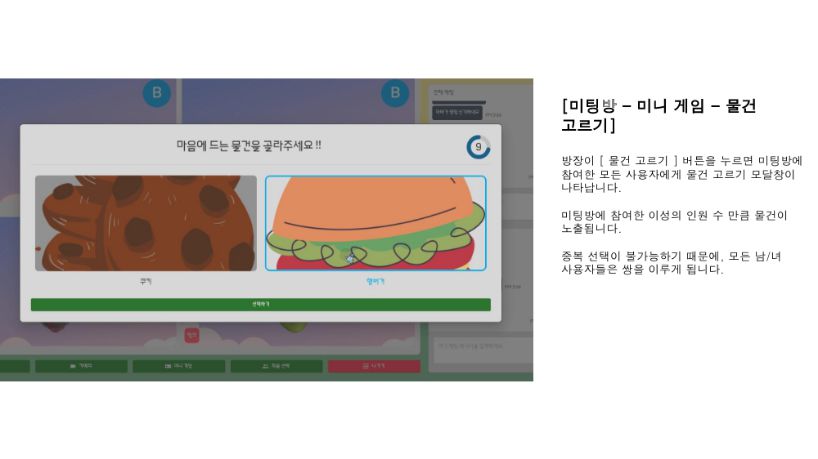 B
B
마음에 드는 물건을 골라주세요 !!
9
쿠키
햄버거
선택하기
미니 게임
[미팅방 – 미니 게임 – 물건
고르기]
방장이 [ 물건 고르기 ] 버튼을 누르면 미팅방에
참여한 모든 사용자에게 물건 고르기 모달창이
나타납니다.
미팅방에 참여한 이성의 인원 수 만큼 물건이
노출됩니다.
중복 선택이 불가능하기 때문에, 모든 남/녀
사용자들은 쌍을 이루게 됩니다.